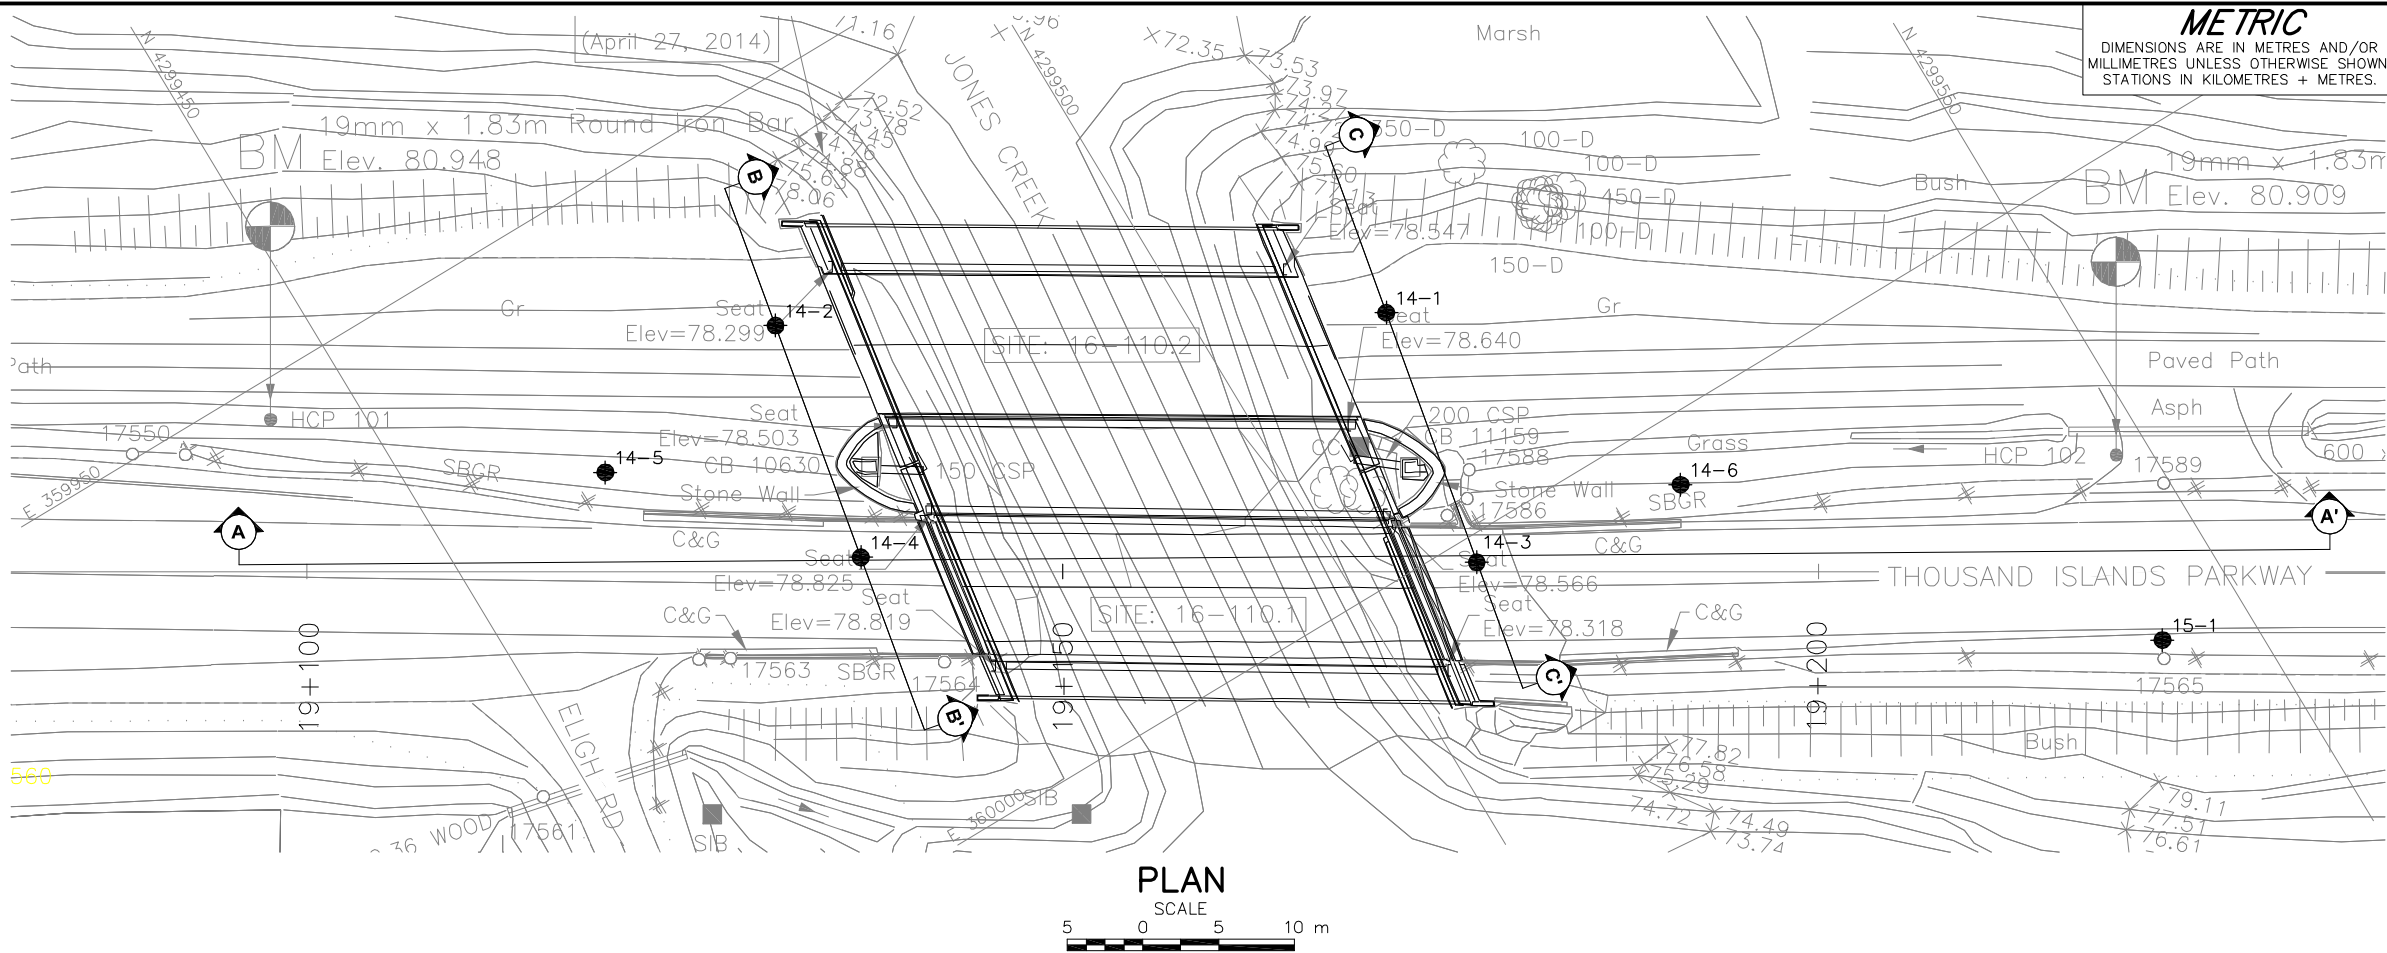 METRIC
DIMENSIONS ARE IN METRES AND/OR
MILLIMETRES UNLESS OTHERWISE SHOWN
STATIONS IN KILOMETRES + METRES.
(April 27, 2014)
71.16
N 4299450
JONES CREEK
N 4299500
X72.35
73.53
Marsh
N 4299550
73.97
72.52
19mm x 1.83m Round Iron Bar
BM Elev. 80.948
74.88
75.63
78.06
B
C
350-D
100-D
100-D
450-D
100-D
150-D
Bush
19mm x 1.83m
BM Elev. 80.909
Seat
Elev=78.547
14-1
Seat
Elev=78.640
Gr
Gr
Seat
Elev=78.299
14-2
SITE: 16-110.2
Path
Paved Path
Asph
HCP 101
17550
SBGR
14-5
Seat
Elev=78.503
CB 10630
150 CSP
Stone Wall
200 CSP
CB 11159
17588
Stone Wall
17586
Grass
14-6
SBGR
HCP 102
17589
600 x
E 359950
A
A'
C&G
14-4
Seat
Elev=78.825
14-3
Seat
Elev=78.566
C&G
THOUSAND ISLANDS PARKWAY
Seat
Elev=78.819
C&G
SITE: 16-110.1
Seat
Elev=78.318
C&G
15-1
19+100
19+150
19+200
17563
SBGR
17564
17565
B'
C'
ELIGH RD
560
17561
36 WOOD
SIB
SIB
E 360000
Bush
77.82
76.58
75.29
74.72
74.49
73.74
79.11
77.51
76.61
PLAN
SCALE
5 0 5 10 m